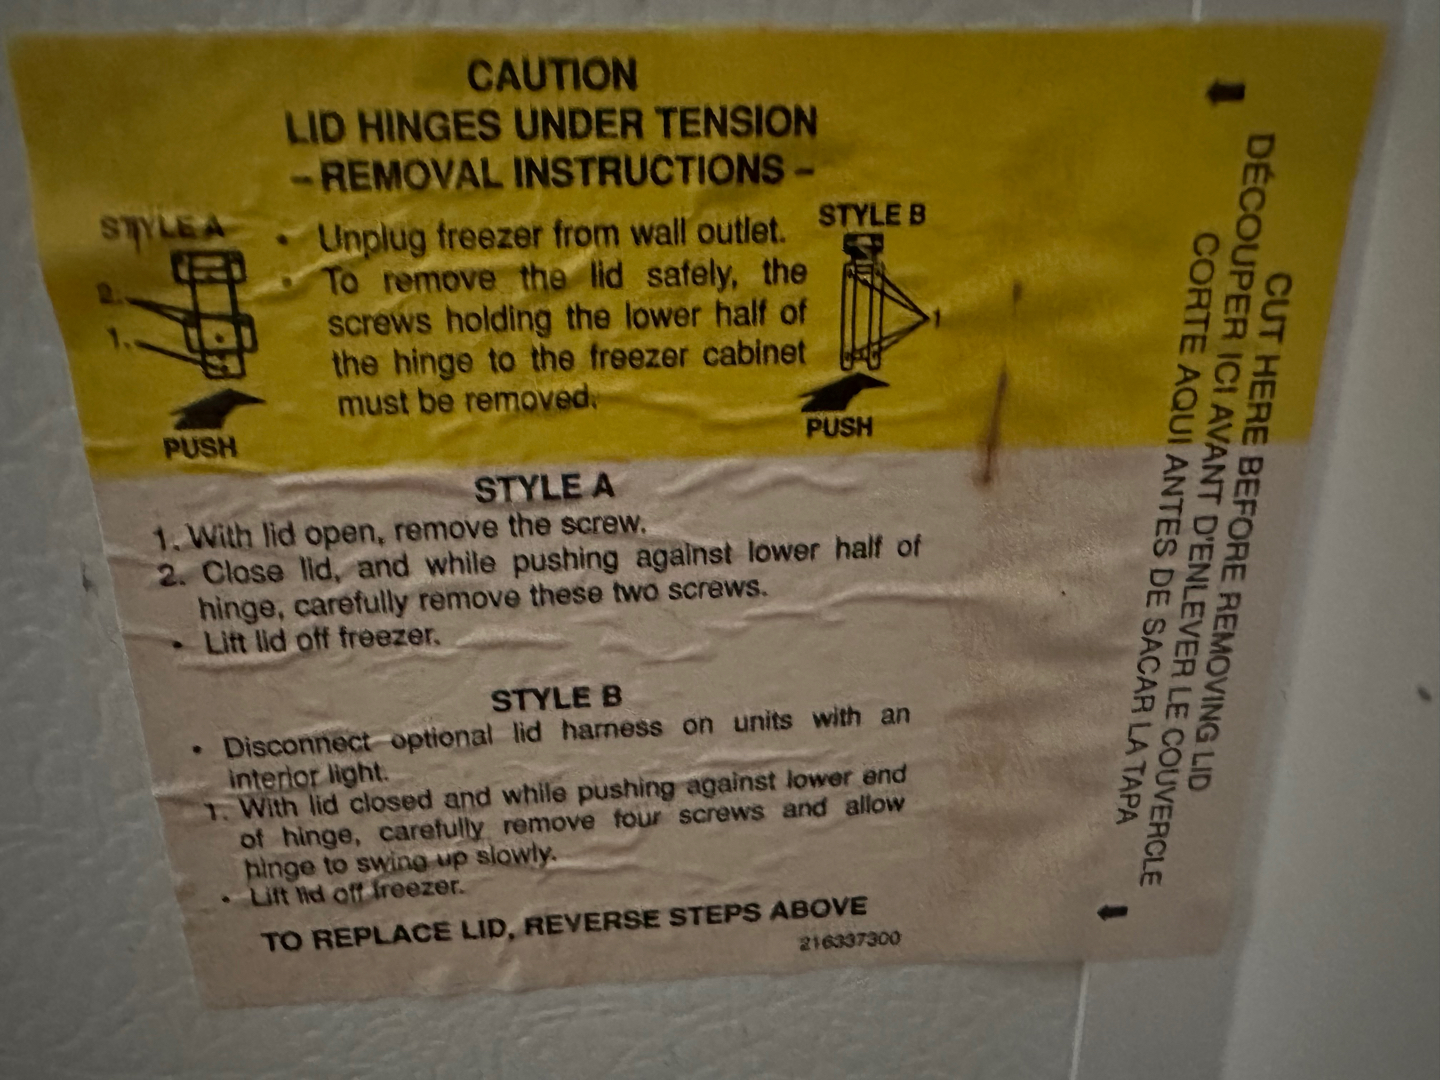 CAUTION
LID HINGES UNDER TENSION
– REMOVAL INSTRUCTIONS –
STYLE A
2.
1.
PUSH
• Unplug freezer from wall outlet.
• To remove the lid safely, the
screws holding the lower half of
the hinge to the freezer cabinet
must be removed.
STYLE B
1
PUSH
STYLE A
1. With lid open, remove the screw.
2. Close lid, and while pushing against lower half of
hinge, carefully remove these two screws.
• Lift lid off freezer.
STYLE B
• Disconnect optional lid harness on units with an
interior light.
1. With lid closed and while pushing against lower end
of hinge, carefully remove four screws and allow
hinge to swing up slowly.
• Lift lid off freezer.
TO REPLACE LID, REVERSE STEPS ABOVE
216337300
CUT HERE BEFORE REMOVING LID
DÉCOUPER ICI AVANT D'ENLEVER LE COUVERCLE
CORTE AQUI ANTES DE SACAR LA TAPA